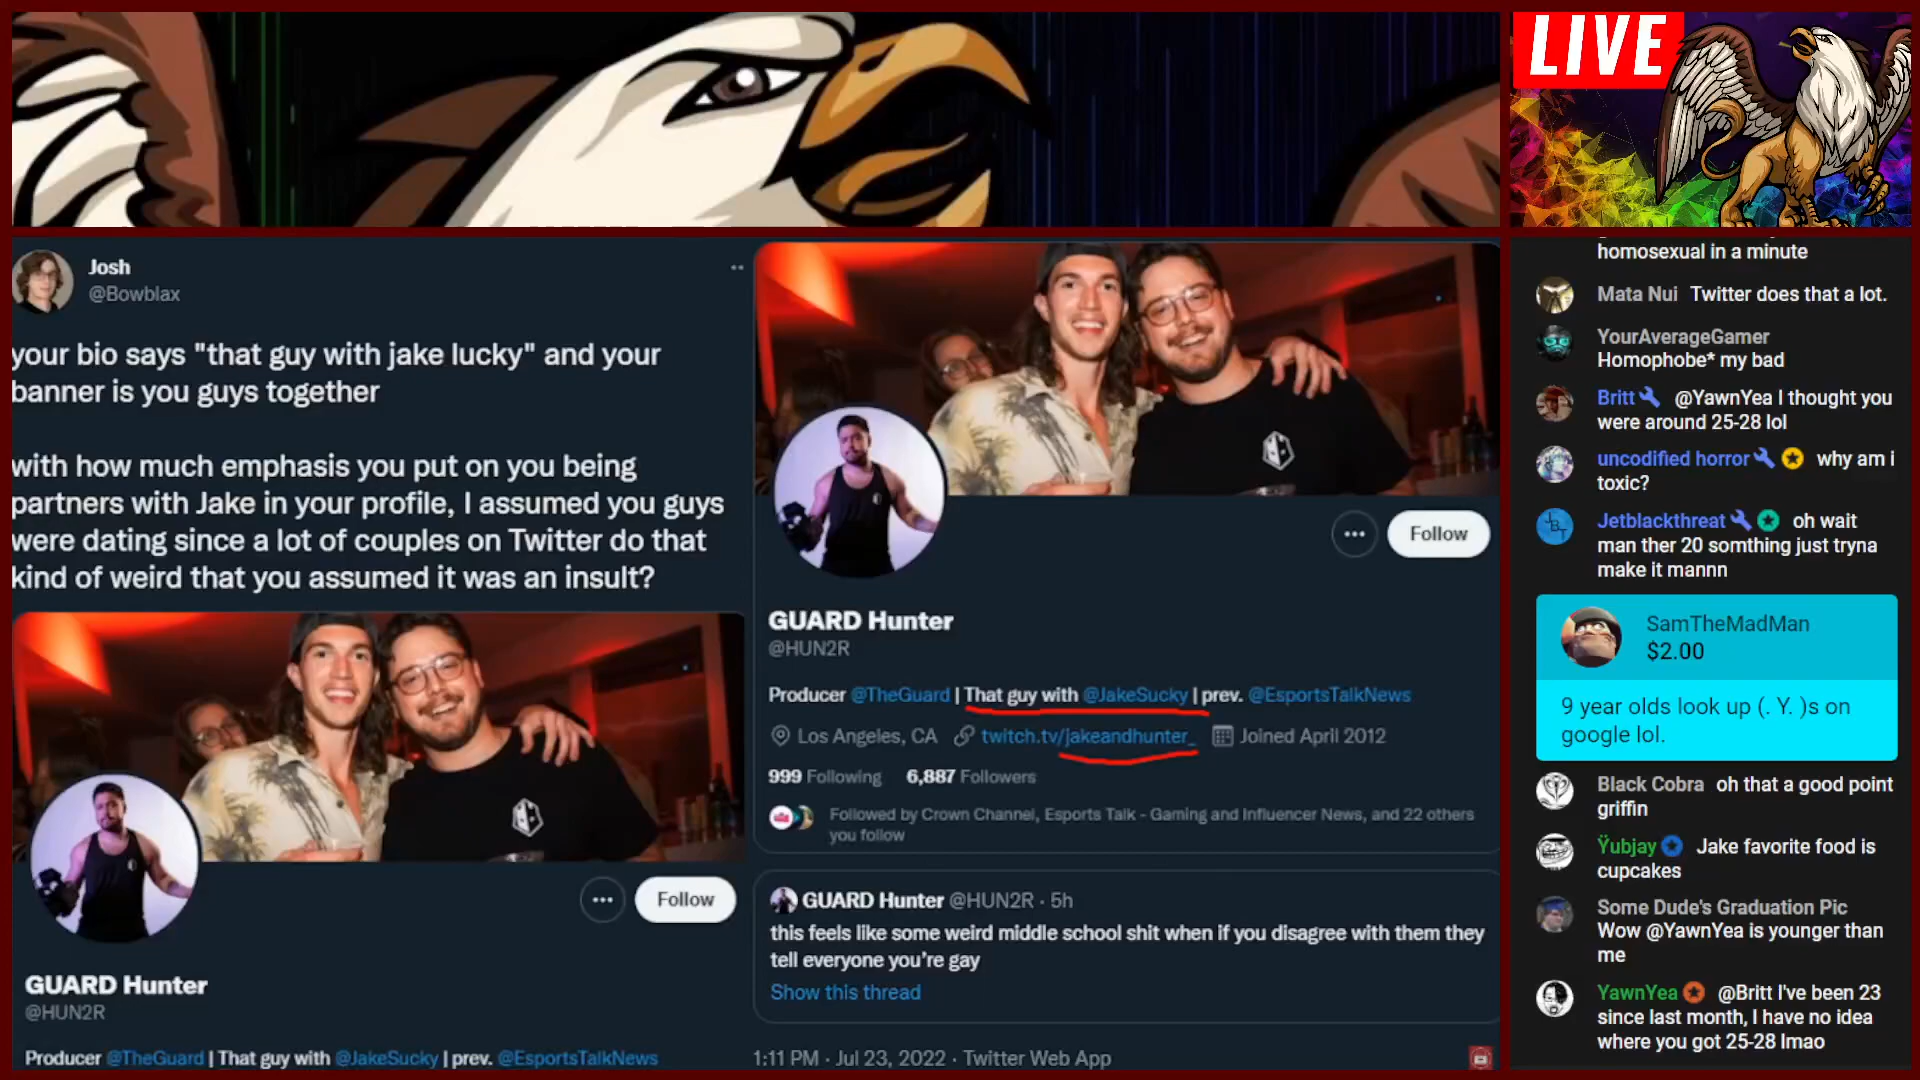 LIVE
Josh
@Bowblax
your bio says "that guy with jake lucky" and your
banner is you guys together
with how much emphasis you put on you being
partners with Jake in your profile, I assumed you guys
were dating since a lot of couples on Twitter do that
kind of weird that you assumed it was an insult?
Follow
GUARD Hunter
@HUN2R
Producer @TheGuard | That guy with @JakeSucky | prev. @EsportsTalkNews
Follow
GUARD Hunter
@HUN2R
Producer @TheGuard | That guy with @JakeSucky | prev. @EsportsTalkNews
Los Angeles, CA twitch.tv/jakeandhunter_ Joined April 2012
999 Following 6,887 Followers
Followed by Crown Channel, Esports Talk - Gaming and Influencer News, and 22 others
you follow
GUARD Hunter @HUN2R · 5h
this feels like some weird middle school shit when if you disagree with them they
tell everyone you're gay
Show this thread
1:11 PM · Jul 23, 2022 · Twitter Web App
homosexual in a minute
Mata Nui Twitter does that a lot.
YourAverageGamer
Homophobe* my bad
Britt @YawnYea I thought you
were around 25-28 lol
uncodified horror why am i
toxic?
Jetblackthreat oh wait
man ther 20 somthing just tryna
make it mannn
SamTheMadMan
$2.00
9 year olds look up (. Y. )s on
google lol.
Black Cobra oh that a good point
griffin
Ÿubjay Jake favorite food is
cupcakes
Some Dude's Graduation Pic
Wow @YawnYea is younger than
me
YawnYea @Britt I've been 23
since last month, I have no idea
where you got 25-28 lmao